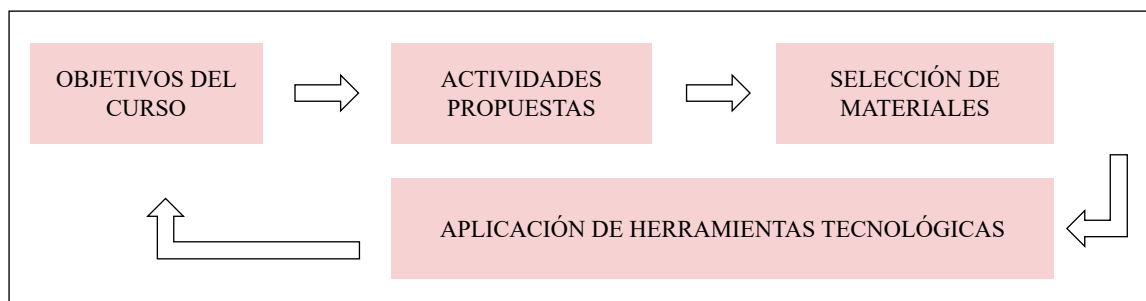 OBJETIVOS DEL
CURSO
ACTIVIDADES
PROPUESTAS
SELECCIÓN DE
MATERIALES
APLICACIÓN DE HERRAMIENTAS TECNOLÓGICAS